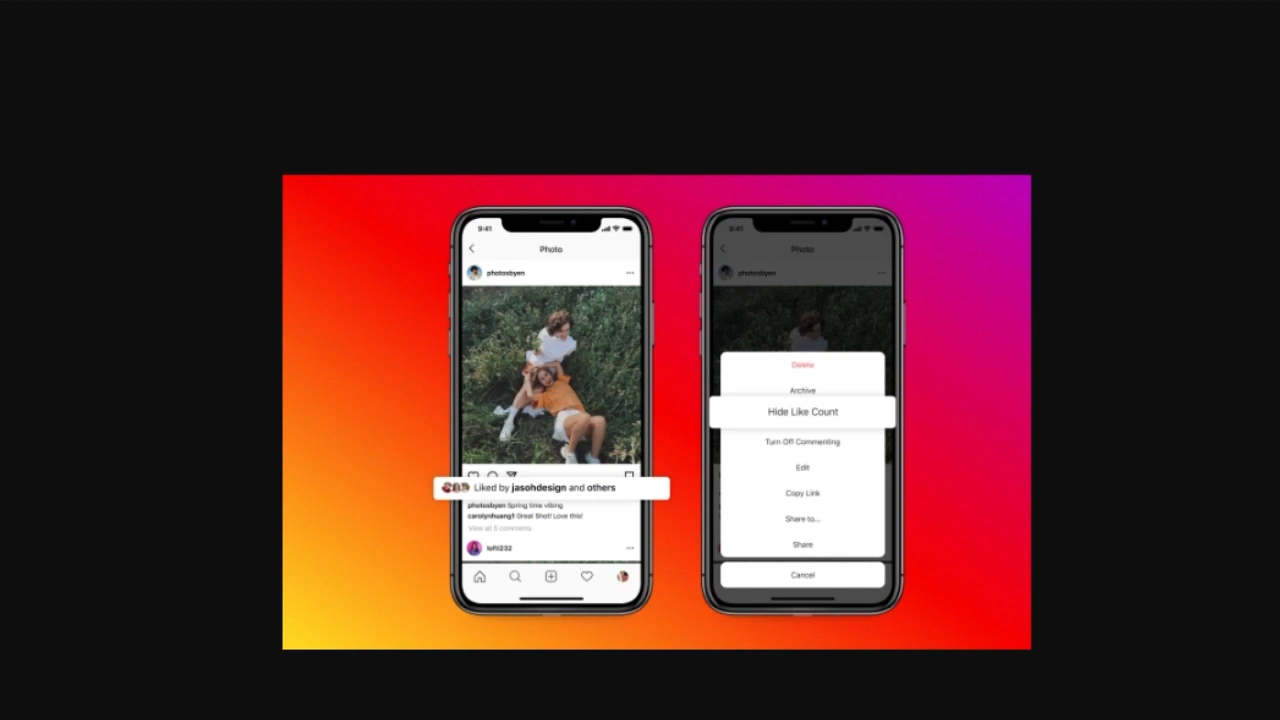 9:41
Photo
photosbyen
Liked by jasohdesign and others
photosbyen Spring time vibing
carolynhuang1 Great Shot! Love this!
View all 5 comments
lofti232
9:41
Photo
photosbyen
Delete
Archive
Hide Like Count
Turn Off Commenting
Edit
Copy Link
Share to...
Share
Cancel